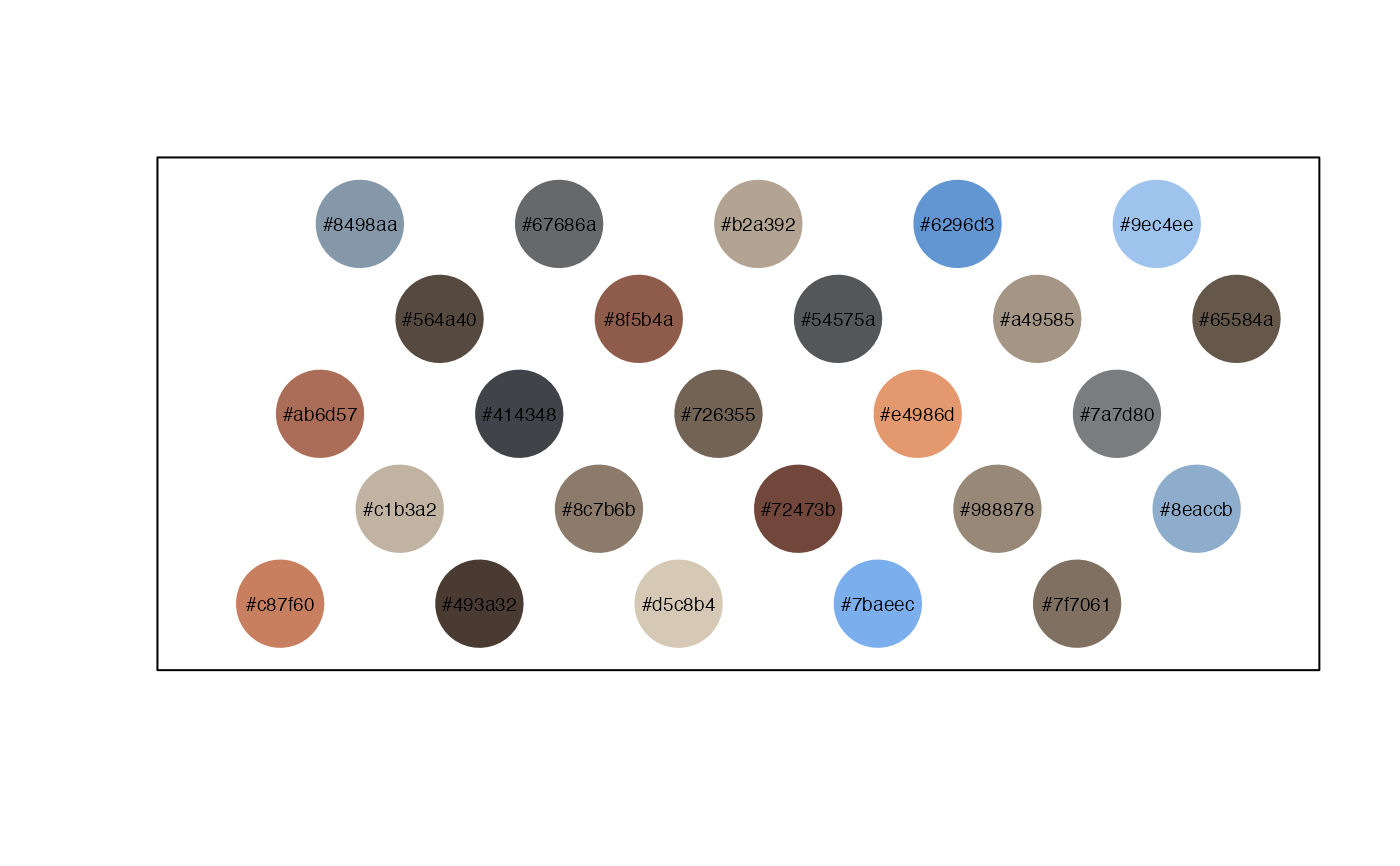 #8498aa #67686a #b2a392 #6296d3 #9ec4ee
#564a40 #8f5b4a #54575a #a49585 #65584a
#ab6d57 #414348 #726355 #e4986d #7a7d80
#c1b3a2 #8c7b6b #72473b #988878 #8eaccb
#c87f60 #493a32 #d5c8b4 #7baeec #7f7061